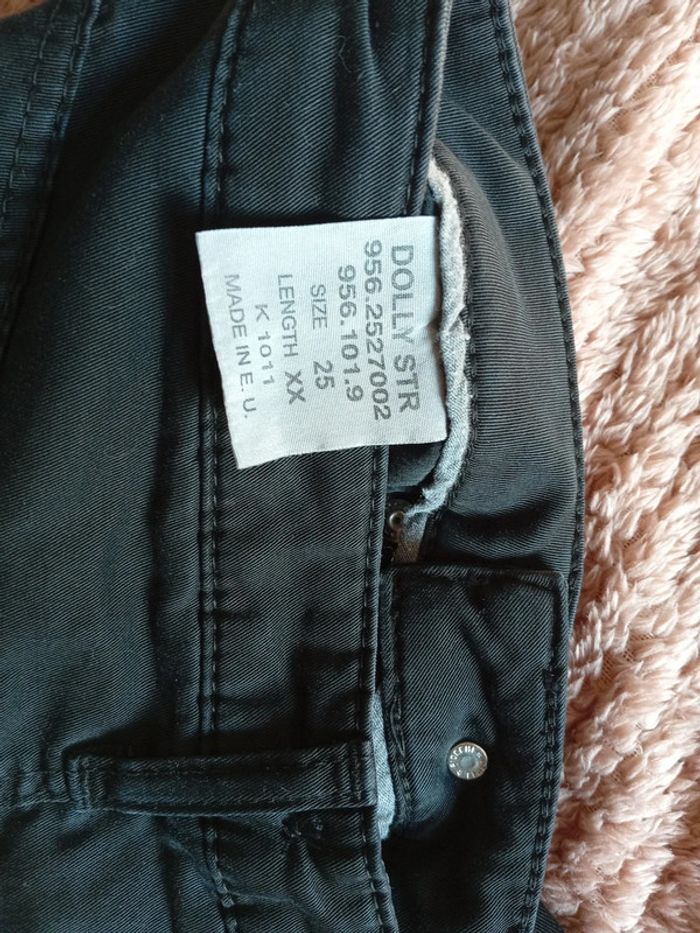 DOLLY STR
956.2527002
956.101.9
SIZE 25
LENGTH XX
K 1011
MADE IN E. U.